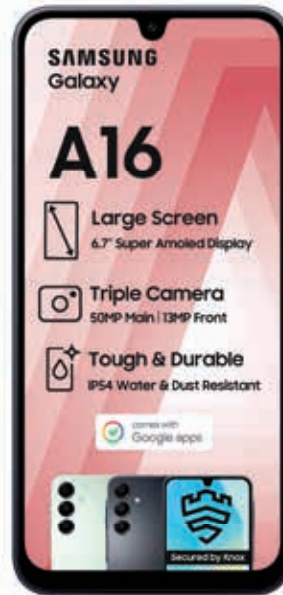 SAMSUNG
Galaxy
A16
Large Screen
6.7" Super Amoled Display
Triple Camera
50MP Main | 13MP Front
Tough & Durable
IP54 Water & Dust Resistant
comes with
Google apps
Secured by Knox